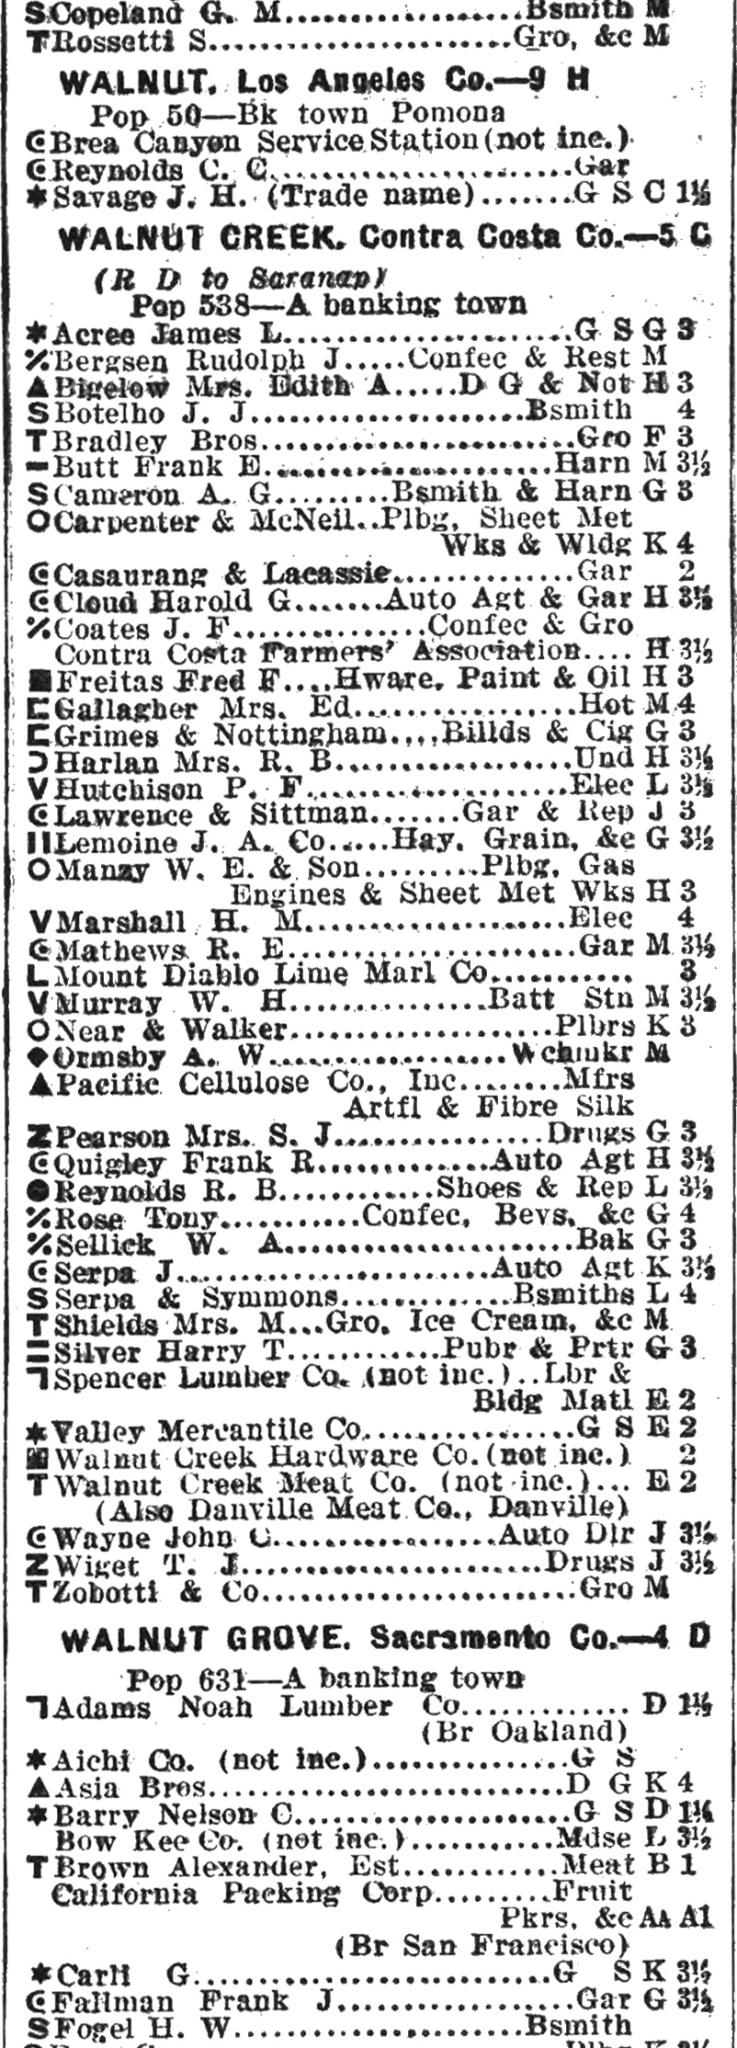 SCopeland G. M....................Bsmith M
TRossetti S.......................Gro, &c M
WALNUT. Los Angeles Co.—9 H
Pop 50—Bk town Pomona
Brea Canyon Service Station (not inc.)
Reynolds C. C.....................Gar
*Savage J. H. (Trade name).......G S C 1½
WALNUT CREEK. Contra Costa Co.—5 C
(R D to Saranap)
Pop 538—A banking town
*Acree James L....................G S G 3
%Bergsen Rudolph J.....Confec & Rest M
▲Bigelow Mrs. Edith A.....D G & Not H 3
SBotelho J. J.....................Bsmith 4
TBradley Bros.....................Gro F 3
-Butt Frank E.....................Harn M 3½
SCameron A. G.........Bsmith & Harn G 3
OCarpenter & McNeil..Plbg, Sheet Met
Wks & Wldg K 4
Casaurang & Lacassie..............Gar 2
Cloud Harold G.......Auto Agt & Gar H 3½
%Coates J. F...............Confec & Gro
Contra Costa Farmers' Association.... H 3½
■Freitas Fred F....Hware, Paint & Oil H 3
⊏Gallagher Mrs. Ed.................Hot M 4
⊏Grimes & Nottingham....Billds & Cig G 3
ↃHarlan Mrs. R. B..................Und H 3½
VHutchison P. F....................Elec L 3½
Lawrence & Sittman.......Gar & Rep J 3
IILemoine J. A. Co.....Hay, Grain, &c G 3½
OManzy W. E. & Son.........Plbg, Gas
Engines & Sheet Met Wks H 3
VMarshall H. M....................Elec 4
Mathews R. E.....................Gar M 3½
LMount Diablo Lime Marl Co........... 3
VMurray W. H...............Batt Stn M 3½
ONear & Walker....................Plbrs K 3
◆Ormsby A. W..................Wchmkr M
▲Pacific Cellulose Co., Inc........Mfrs
Artfl & Fibre Silk
ZPearson Mrs. S. J................Drugs G 3
Quigley Frank R.............Auto Agt H 3½
●Reynolds R. B............Shoes & Rep L 3½
%Rose Tony...........Confec, Bevs, &c G 4
%Sellick W. A.....................Bak G 3
Serpa J.......................Auto Agt K 3½
SSerpa & Symmons.............Bsmiths L 4
TShields Mrs. M...Gro, Ice Cream, &c M
=Silver Harry T............Pubr & Prtr G 3
ꓶSpencer Lumber Co. (not inc.)..Lbr &
Bldg Matl E 2
*Valley Mercantile Co................G S E 2
Walnut Creek Hardware Co. (not inc.) 2
TWalnut Creek Meat Co. (not inc.)... E 2
(Also Danville Meat Co., Danville)
Wayne John C.................Auto Dlr J 3½
ZWiget T. J.......................Drugs J 3½
TZobotti & Co.......................Gro M
WALNUT GROVE. Sacramento Co.—4 D
Pop 631—A banking town
ꓶAdams Noah Lumber Co............. D 1½
(Br Oakland)
*Aichi Co. (not inc.)...............G S
▲Asia Bros..........................D G K 4
*Barry Nelson C....................G S D 1½
Bow Kee Co. (not inc.)...........Mdse L 3½
TBrown Alexander, Est............Meat B 1
California Packing Corp.........Fruit
Pkrs, &c AA A1
(Br San Francisco)
*Carli G...........................G S K 3½
Fallman Frank J..................Gar G 3½
SFogel H. W.....................Bsmith